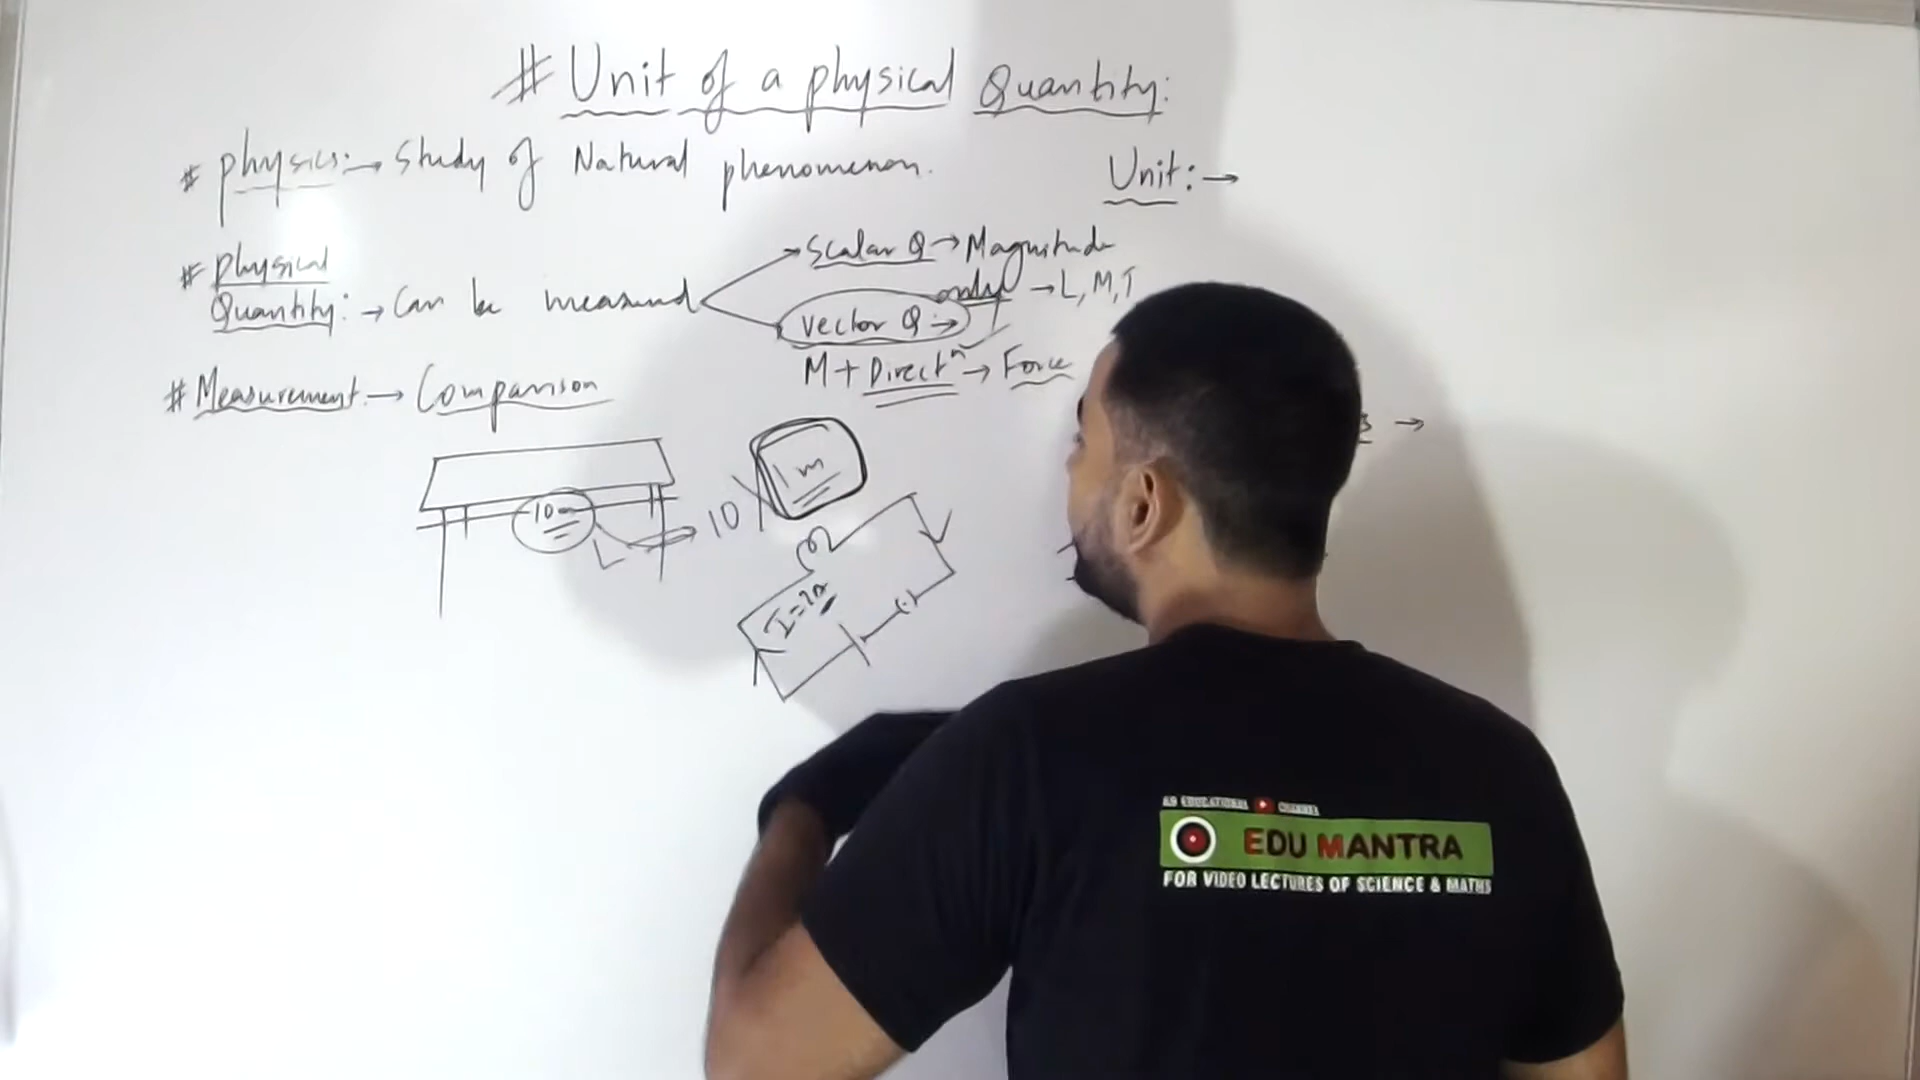 # Unit of a physical Quantity:
# physics:→ Study of Natural phenomenon.
Unit:→
# physical
Quantity:→ Can be measured
→ Scalar Q → Magnitude
only → L, M, T
Vector Q →
M + Directⁿ → Force
# Measurement.→ Comparison
→
10m
L
10 ×
1 m
I=2A
EDU MANTRA
FOR VIDEO LECTURES OF SCIENCE & MATHS